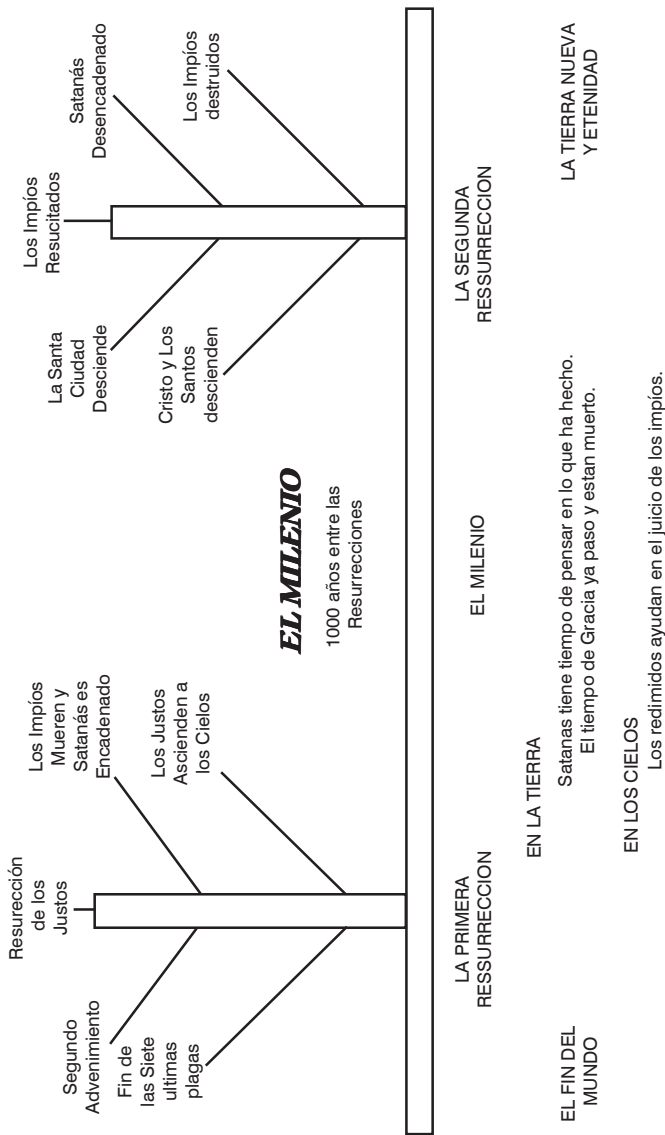 Resurección
de los
Justos
Segundo
Advenimiento
Fin de
las Siete
ultimas
plagas
Los Impíos
Mueren y
Satanás es
Encadenado
Los Justos
Ascienden a
los Cielos
EL MILENIO
1000 años entre las
Resurrecciones
Los Impíos
Resucitados
La Santa
Ciudad
Desciende
Cristo y Los
Santos
descienden
Satanás
Desencadenado
Los Impíos
destruidos
LA PRIMERA
RESSURRECCION
EL MILENIO
LA SEGUNDA
RESSURRECCION
EL FIN DEL
MUNDO
EN LA TIERRA
Satanas tiene tiempo de pensar en lo que ha hecho.
El tiempo de Gracia ya paso y estan muerto.
EN LOS CIELOS
Los redimidos ayudan en el juicio de los impíos.
LA TIERRA NUEVA
Y ETENIDAD